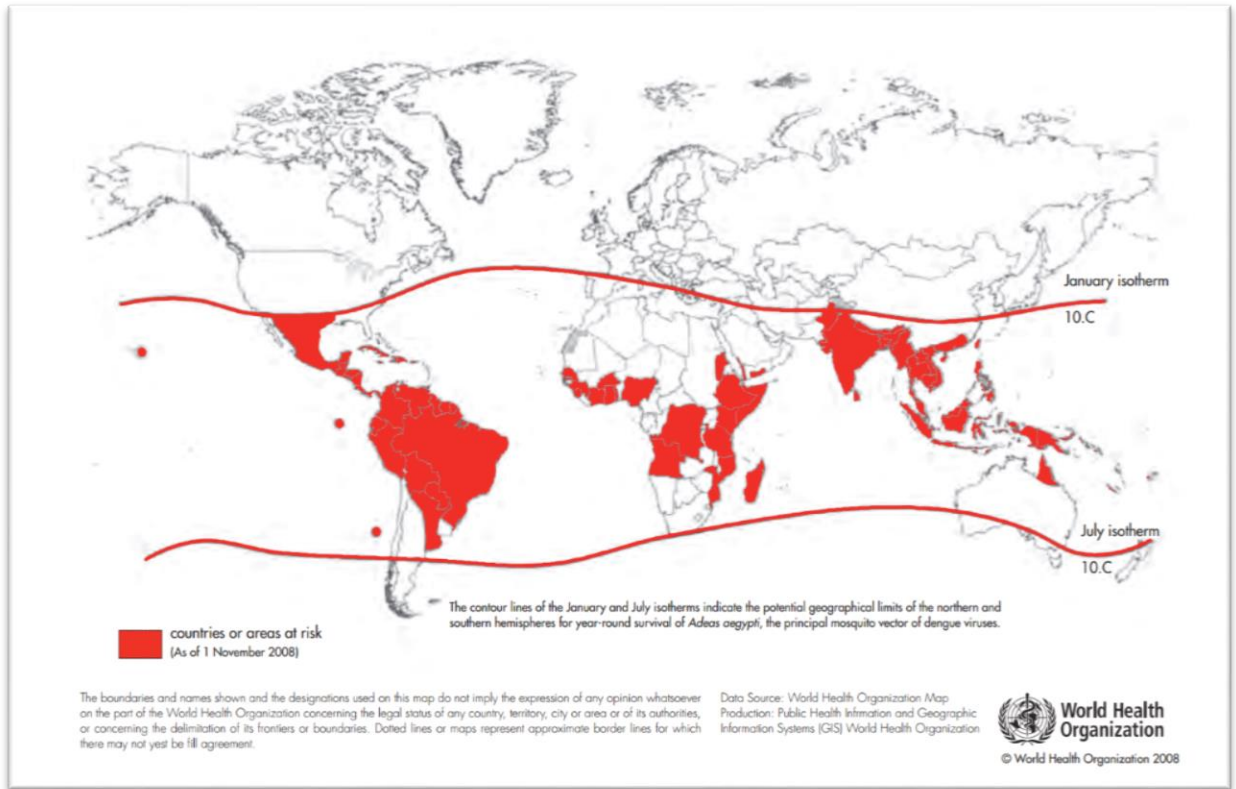 January isotherm
10.C
July isotherm
10.C
The contour lines of the January and July isotherms indicate the potential geographical limits of the northern and
southern hemispheres for year-round survival of Adeas aegypti, the principal mosquito vector of dengue viruses.
countries or areas at risk
(As of 1 November 2008)
The boundaries and names shown and the designations used on this map do not imply the expression of any opinion whatsoever
on the part of the World Health Organization concerning the legal status of any country, territory, city or area or of its authorities,
or concerning the delimitation of its frontiers or boundaries. Dotted lines or maps represent approximate border lines for which
there may not yest be fill agreement.
Data Source: World Health Organization Map
Production: Public Health Infrmation and Geographic
Information Systems (GIS) World Health Organization
World Health
Organization
© World Health Organization 2008